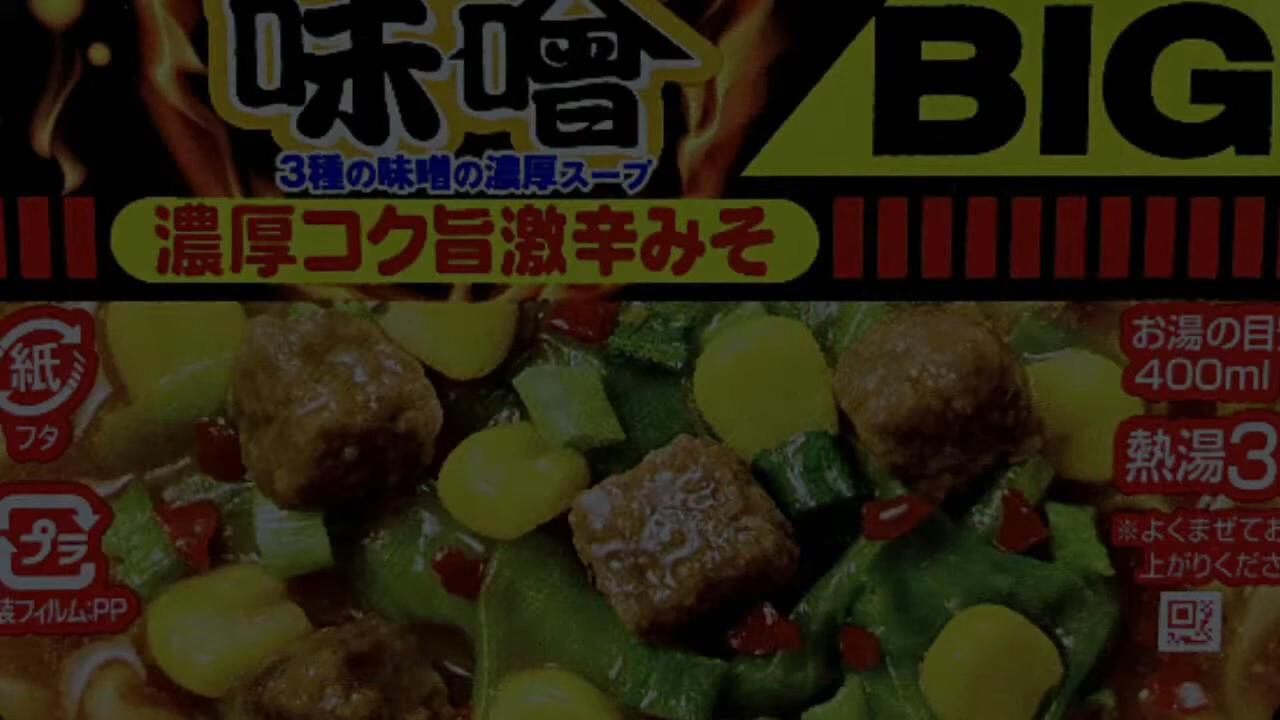 味噌
BIG
3種の味噌の濃厚スープ
濃厚コク旨激辛みそ
紙
フタ
プラ
装フィルム:PP
お湯の目
400ml
熱湯3
※よくまぜてお
上がりくださ